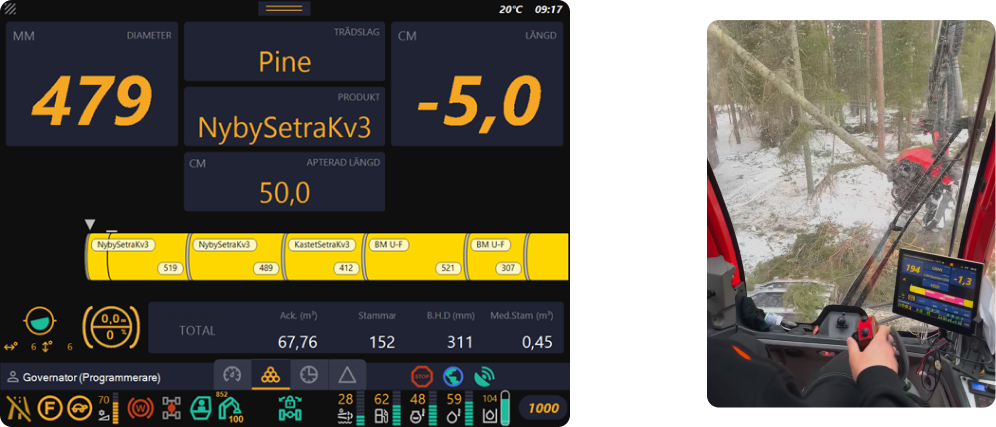 20°C 09:17
MM DIAMETER
479
TRÄDSLAG
Pine
PRODUKT
NybySetraKv3
CM LÄNGD
-5,0
CM APTERAD LÄNGD
50,0
NybySetraKv3 NybySetraKv3 KastetSetraKv3 BM U-F BM U-F
519 489 412 521 307
0,0 m
0 %
6 6
TOTAL
Ack. (m³) Stammar B.H.D (mm) Med.Stam (m³)
67,76 152 311 0,45
Governator (Programmerare)
STOP
70
852
100
28 62 48 59 104
1000
194
-1,3